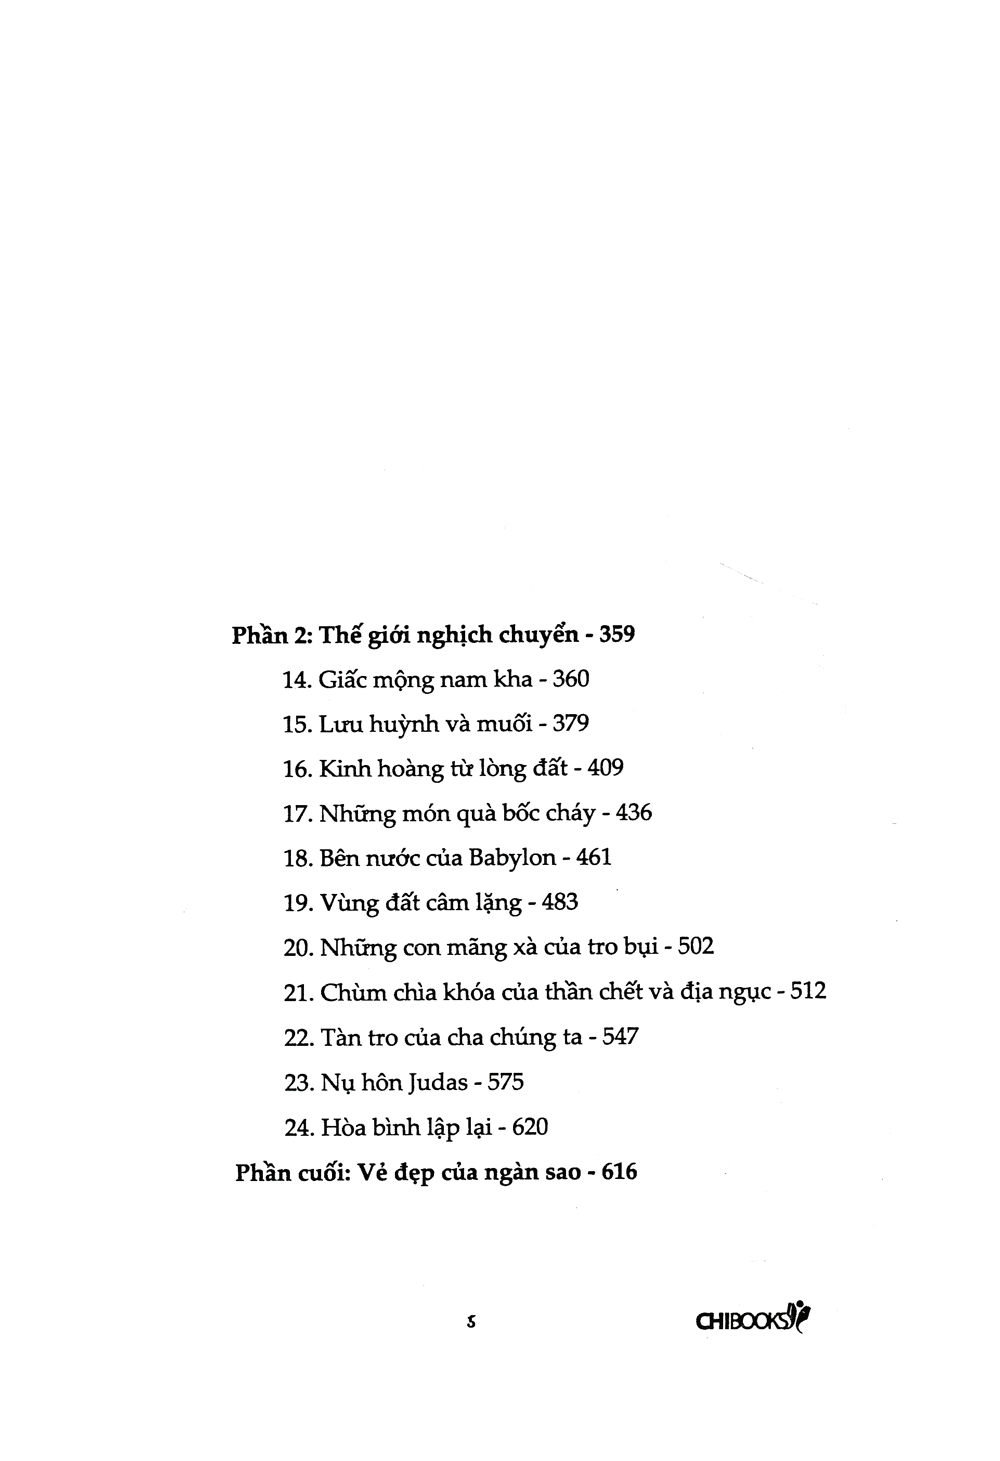 Phần 2: Thế giới nghịch chuyển - 359
14. Giấc mộng nam kha - 360
15. Lưu huỳnh và muối - 379
16. Kinh hoàng từ lòng đất - 409
17. Những món quà bốc cháy - 436
18. Bên nước của Babylon - 461
19. Vùng đất câm lặng - 483
20. Những con mãng xà của tro bụi - 502
21. Chùm chìa khóa của thần chết và địa ngục - 512
22. Tàn tro của cha chúng ta - 547
23. Nụ hôn Judas - 575
24. Hòa bình lập lại - 620
Phần cuối: Vẻ đẹp của ngàn sao - 616
5
CHIBOOKS